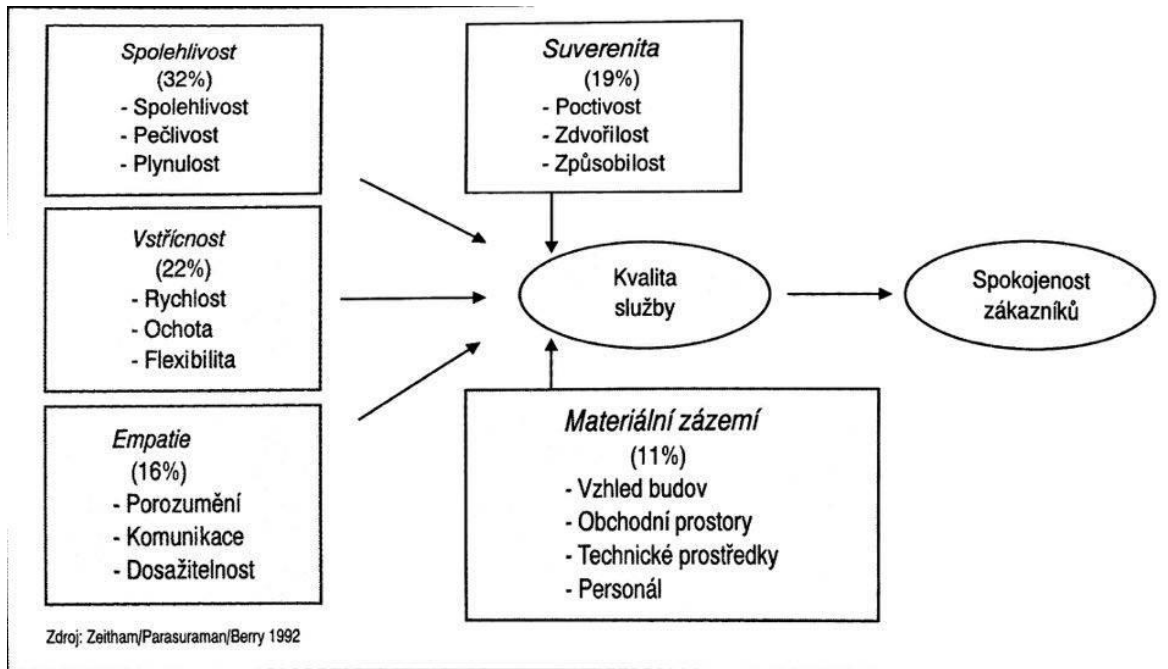 Spolehlivost
(32%)
- Spolehlivost
- Pečlivost
- Plynulost
Suverenita
(19%)
- Poctivost
- Zdvořilost
- Způsobilost
Vstřícnost
(22%)
- Rychlost
- Ochota
- Flexibilita
Kvalita
služby
Spokojenost
zákazníků
Empatie
(16%)
- Porozumění
- Komunikace
- Dosažitelnost
Materiální zázemí
(11%)
- Vzhled budov
- Obchodní prostory
- Technické prostředky
- Personál
Zdroj: Zeitham/Parasuraman/Berry 1992